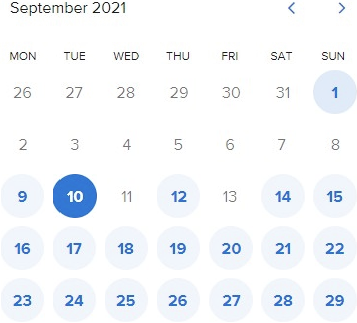 September 2021
MON TUE WED THU FRI SAT SUN
26 27 28 29 30 31 1
2 3 4 5 6 7 8
9 10 11 12 13 14 15
16 17 18 19 20 21 22
23 24 25 26 27 28 29